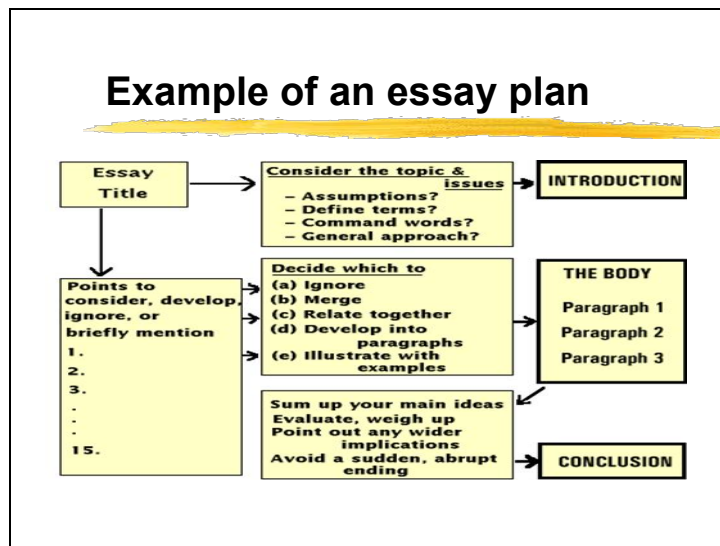 Example of an essay plan
Essay
Title
Consider the topic &
issues
– Assumptions?
– Define terms?
– Command words?
– General approach?
INTRODUCTION
Points to
consider, develop,
ignore, or
briefly mention
1.
2.
3.
.
.
.
15.
Decide which to
(a) Ignore
(b) Merge
(c) Relate together
(d) Develop into
paragraphs
(e) Illustrate with
examples
THE BODY
Paragraph 1
Paragraph 2
Paragraph 3
Sum up your main ideas
Evaluate, weigh up
Point out any wider
implications
Avoid a sudden, abrupt
ending
CONCLUSION